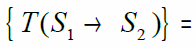 { T(S₁ → S₂)} =